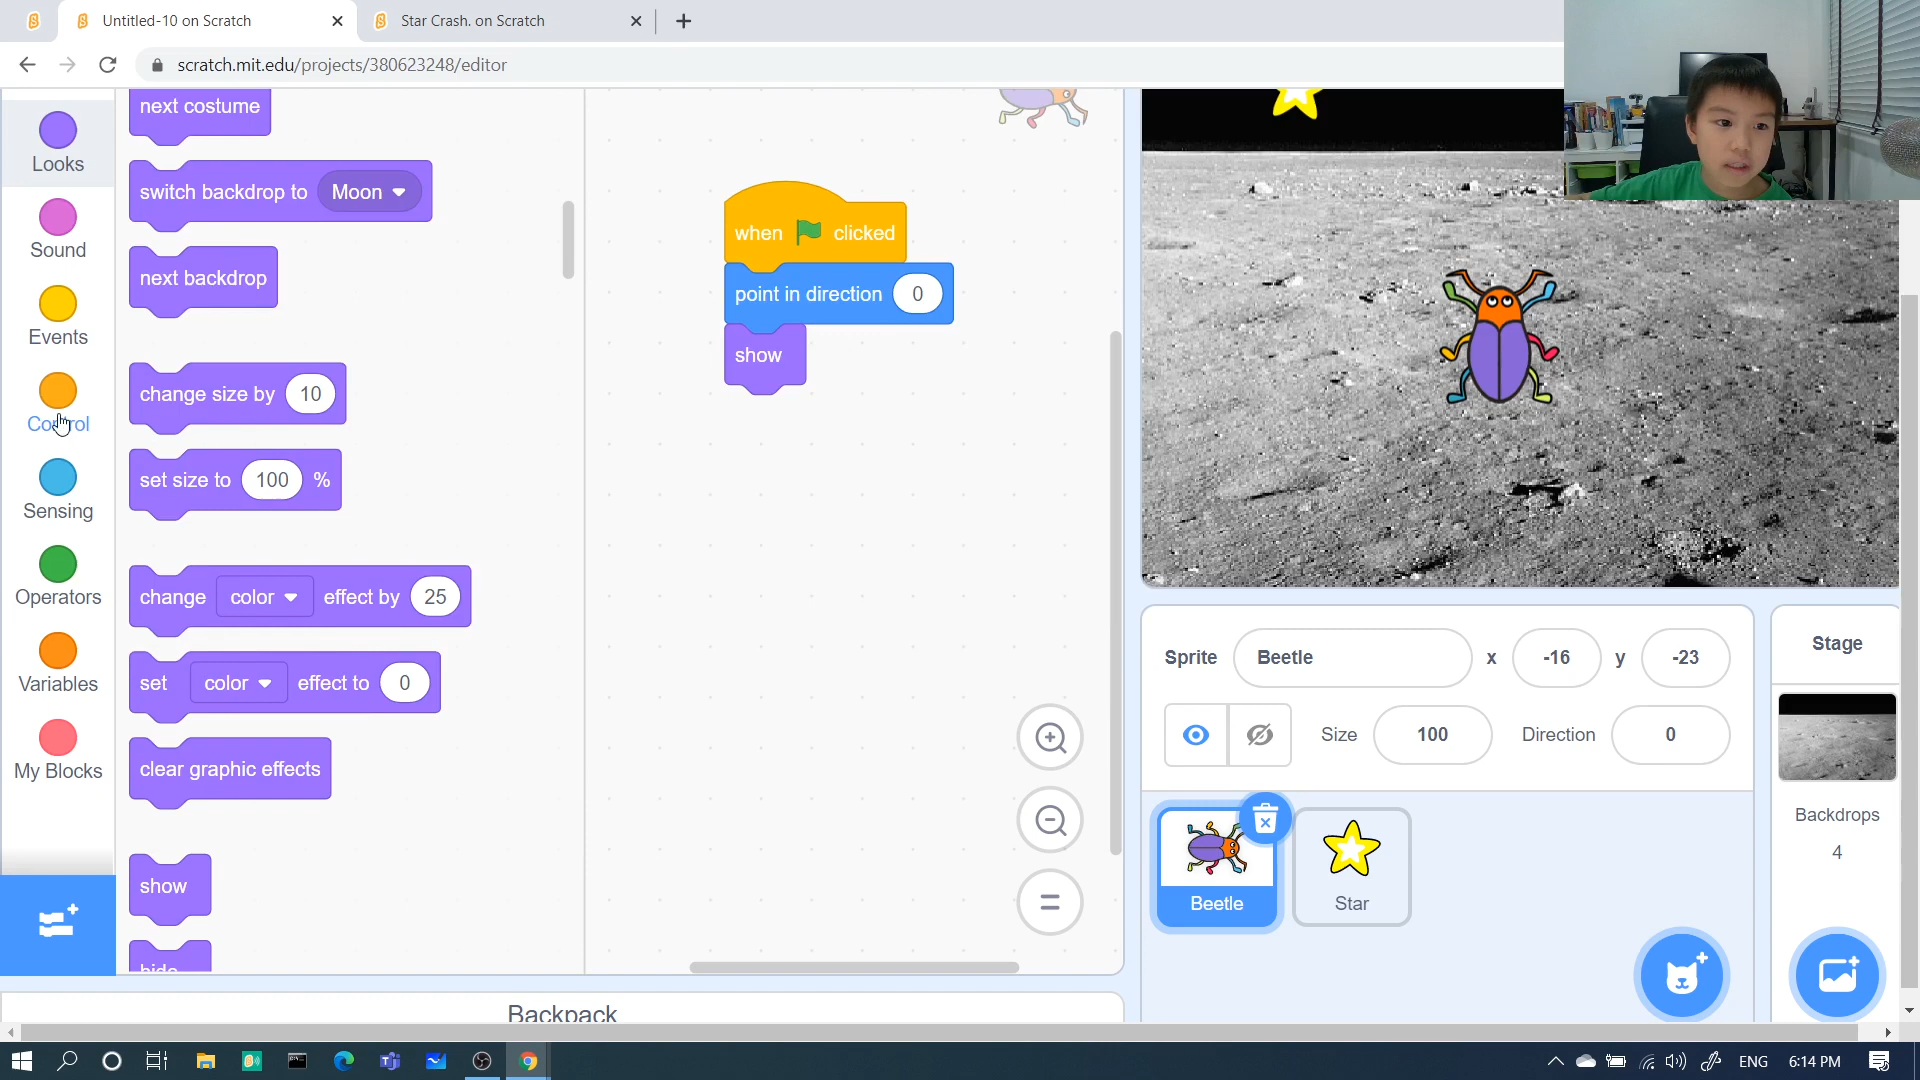 Untitled-10 on Scratch
Star Crash. on Scratch
scratch.mit.edu/projects/380623248/editor
Looks
Sound
Events
Control
Sensing
Operators
Variables
My Blocks
next costume
switch backdrop to Moon
next backdrop
change size by 10
set size to 100 %
change color effect by 25
set color effect to 0
clear graphic effects
show
hide
when clicked
point in direction 0
show
Backpack
Sprite Beetle x -16 y -23
Size 100 Direction 0
Beetle
Star
Stage
Backdrops
4
ENG 6:14 PM